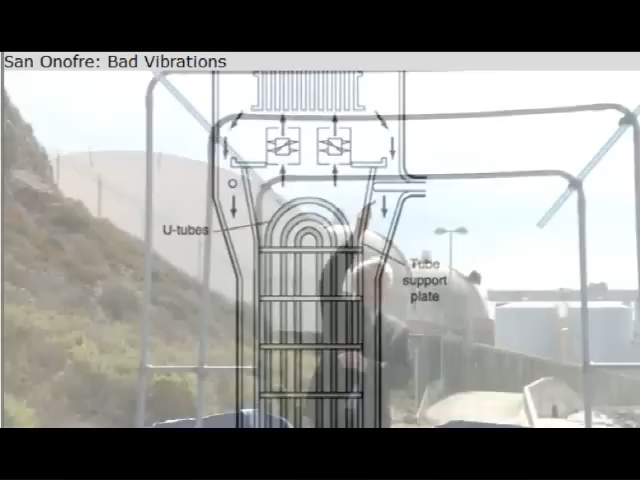 San Onofre: Bad Vibrations
U-tubes
Tube
support
plate